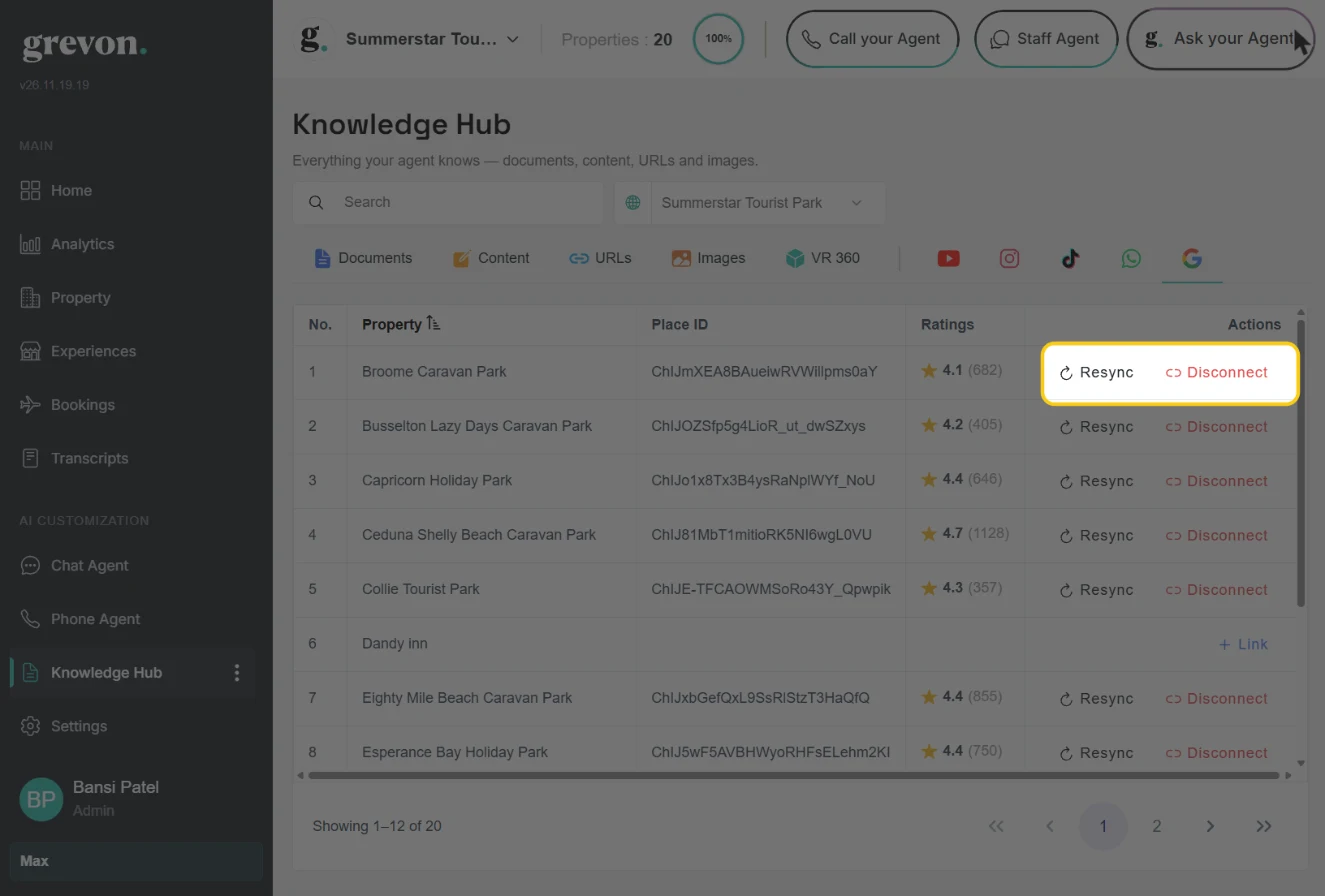 grevon.
v26.11.19.19
MAIN
Home
Analytics
Property
Experiences
Bookings
Transcripts
AI CUSTOMIZATION
Chat Agent
Phone Agent
Knowledge Hub
Settings
BP
Bansi Patel
Admin
Max
g. Summerstar Tou... Properties : 20 100% Call your Agent Staff Agent g. Ask your Agent
Knowledge Hub
Everything your agent knows — documents, content, URLs and images.
Search Summerstar Tourist Park
Documents Content URLs Images VR 360
No. Property Place ID Ratings Actions
1 Broome Caravan Park ChIJmXEA8BAueiwRVWillpms0aY 4.1 (682) Resync Disconnect
2 Busselton Lazy Days Caravan Park ChIJOZSfp5g4LioR_ut_dwSZxys 4.2 (405) Resync Disconnect
3 Capricorn Holiday Park ChIJo1x8Tx3B4ysRaNplWYf_NoU 4.4 (646) Resync Disconnect
4 Ceduna Shelly Beach Caravan Park ChIJ81MbT1mitioRK5NI6wgL0VU 4.7 (1128) Resync Disconnect
5 Collie Tourist Park ChIJE-TFCAOWMSoRo43Y_Qpwpik 4.3 (357) Resync Disconnect
6 Dandy inn + Link
7 Eighty Mile Beach Caravan Park ChIJxbGefQxL9SsRlStzT3HaQfQ 4.4 (855) Resync Disconnect
8 Esperance Bay Holiday Park ChIJ5wF5AVBHWyoRHFsELehm2KI 4.4 (750) Resync Disconnect
Showing 1–12 of 20 1 2